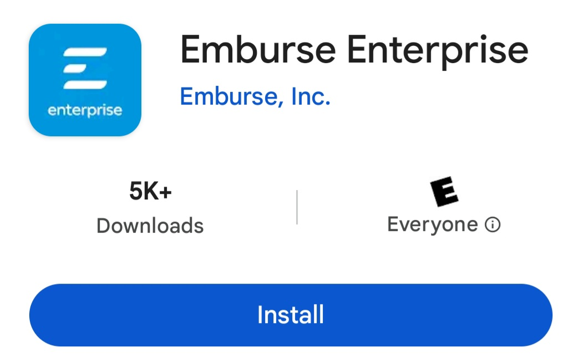 Emburse Enterprise
Emburse, Inc.
enterprise
5K+
Downloads
E
Everyone
Install